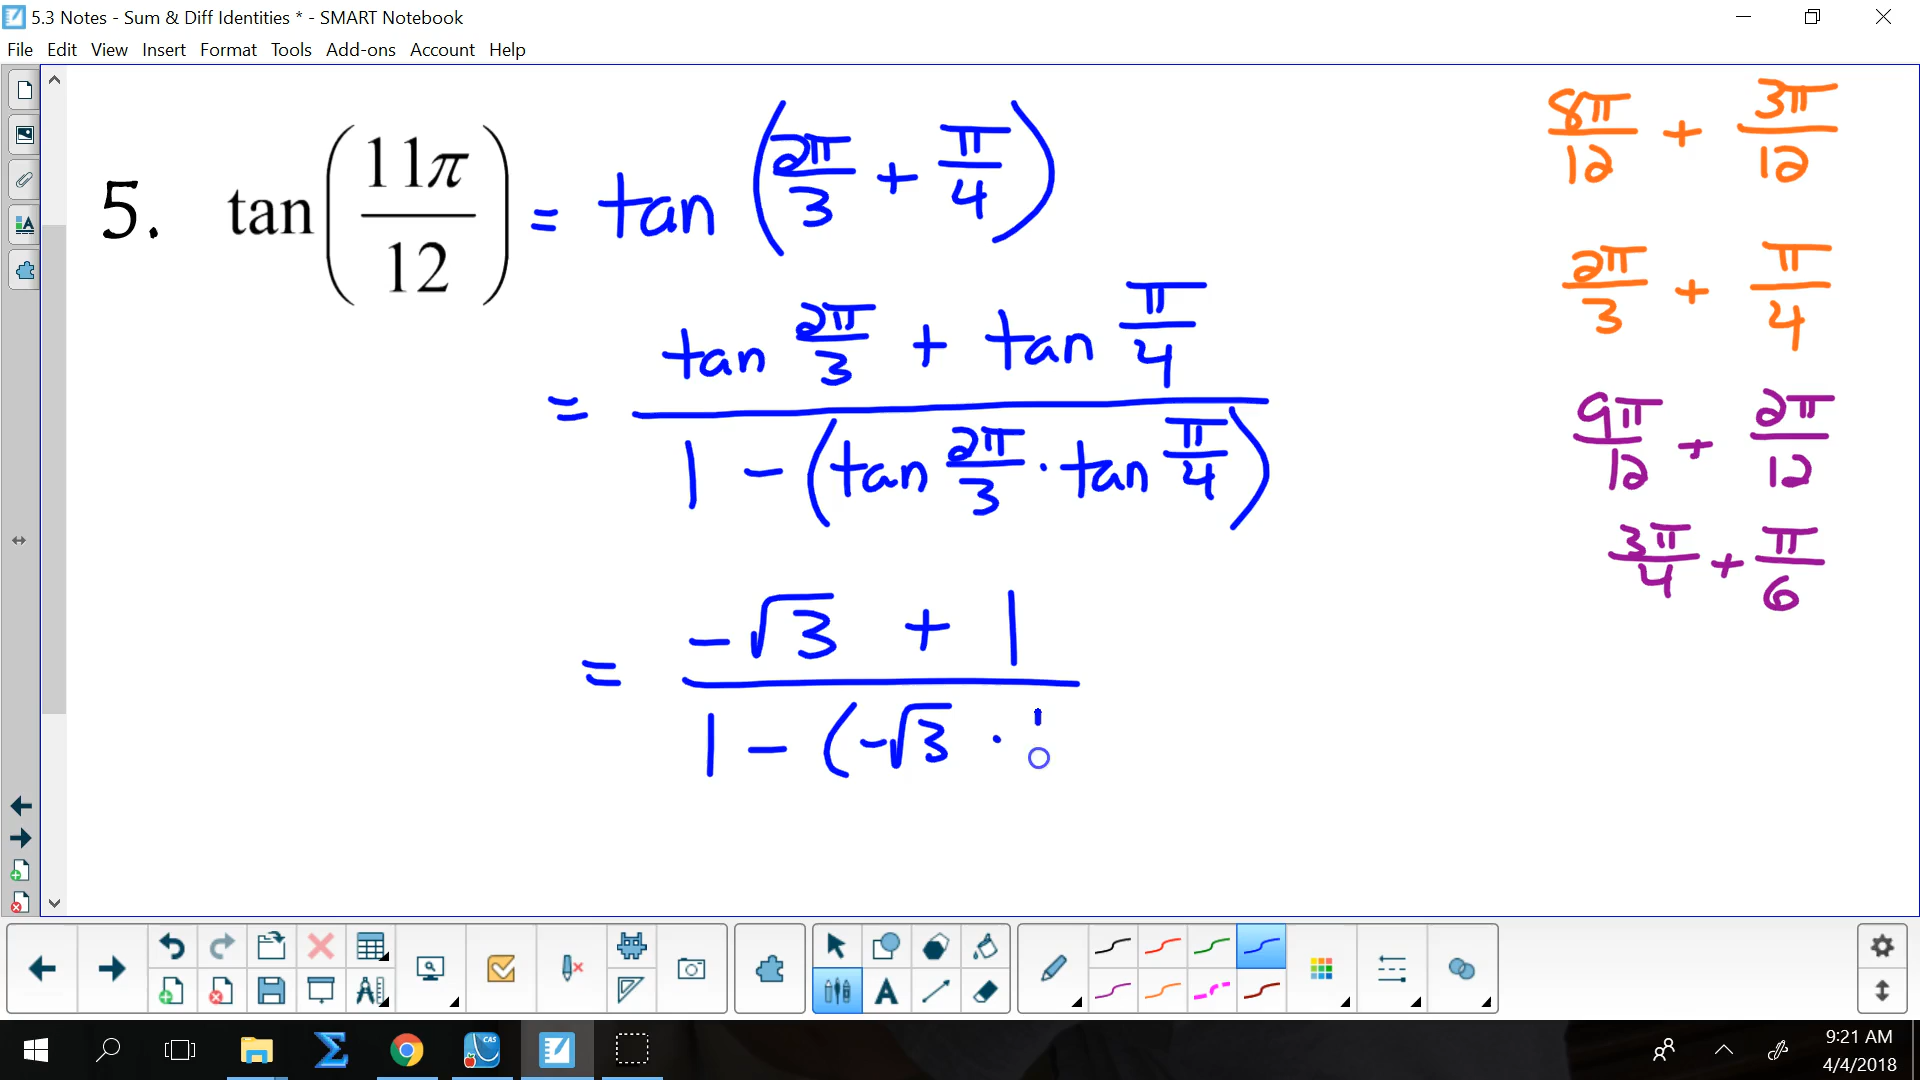 5.3 Notes - Sum & Diff Identities * - SMART Notebook
File Edit View Insert Format Tools Add-ons Account Help
5. tan(11π/12) = tan (2π/3 + π/4)
= (tan 2π/3 + tan π/4) / (1 - (tan 2π/3 · tan π/4))
= (-√3 + 1) / (1 - (-√3 ·
8π/12 + 3π/12
2π/3 + π/4
9π/12 + 2π/12
3π/4 + π/6
A
CAS
9:21 AM
4/4/2018